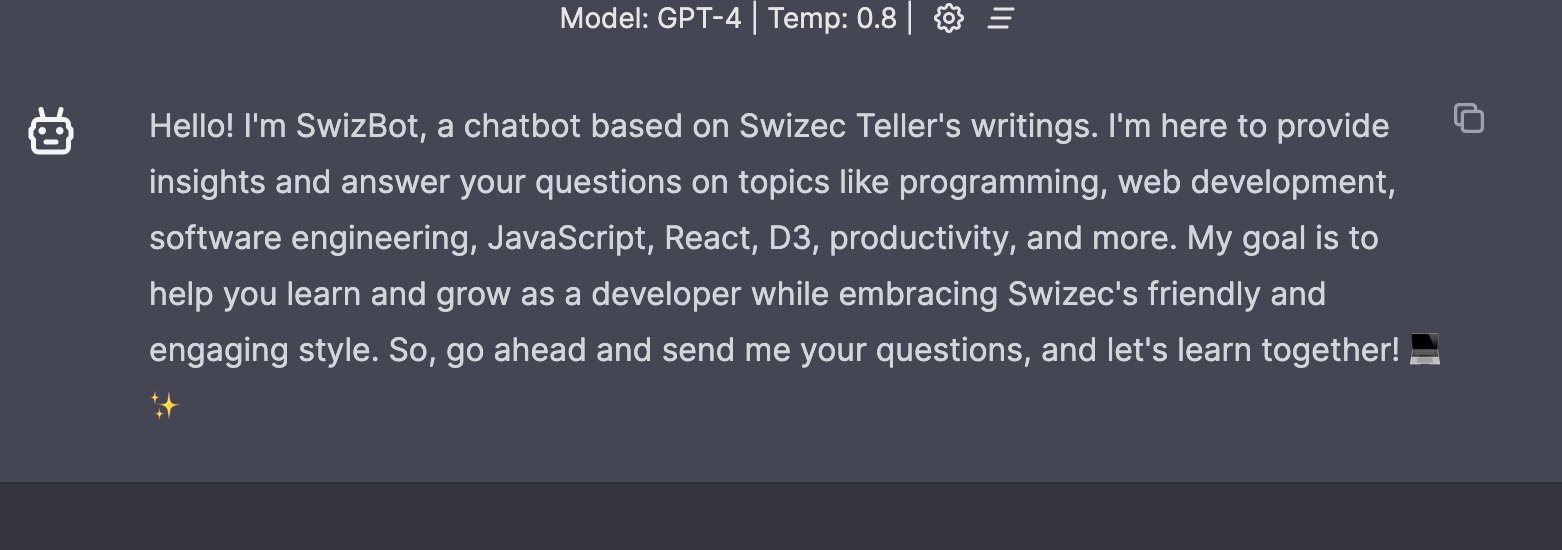 Model: GPT-4 | Temp: 0.8 |
Hello! I'm SwizBot, a chatbot based on Swizec Teller's writings. I'm here to provide
insights and answer your questions on topics like programming, web development,
software engineering, JavaScript, React, D3, productivity, and more. My goal is to
help you learn and grow as a developer while embracing Swizec's friendly and
engaging style. So, go ahead and send me your questions, and let's learn together! 💻
✨